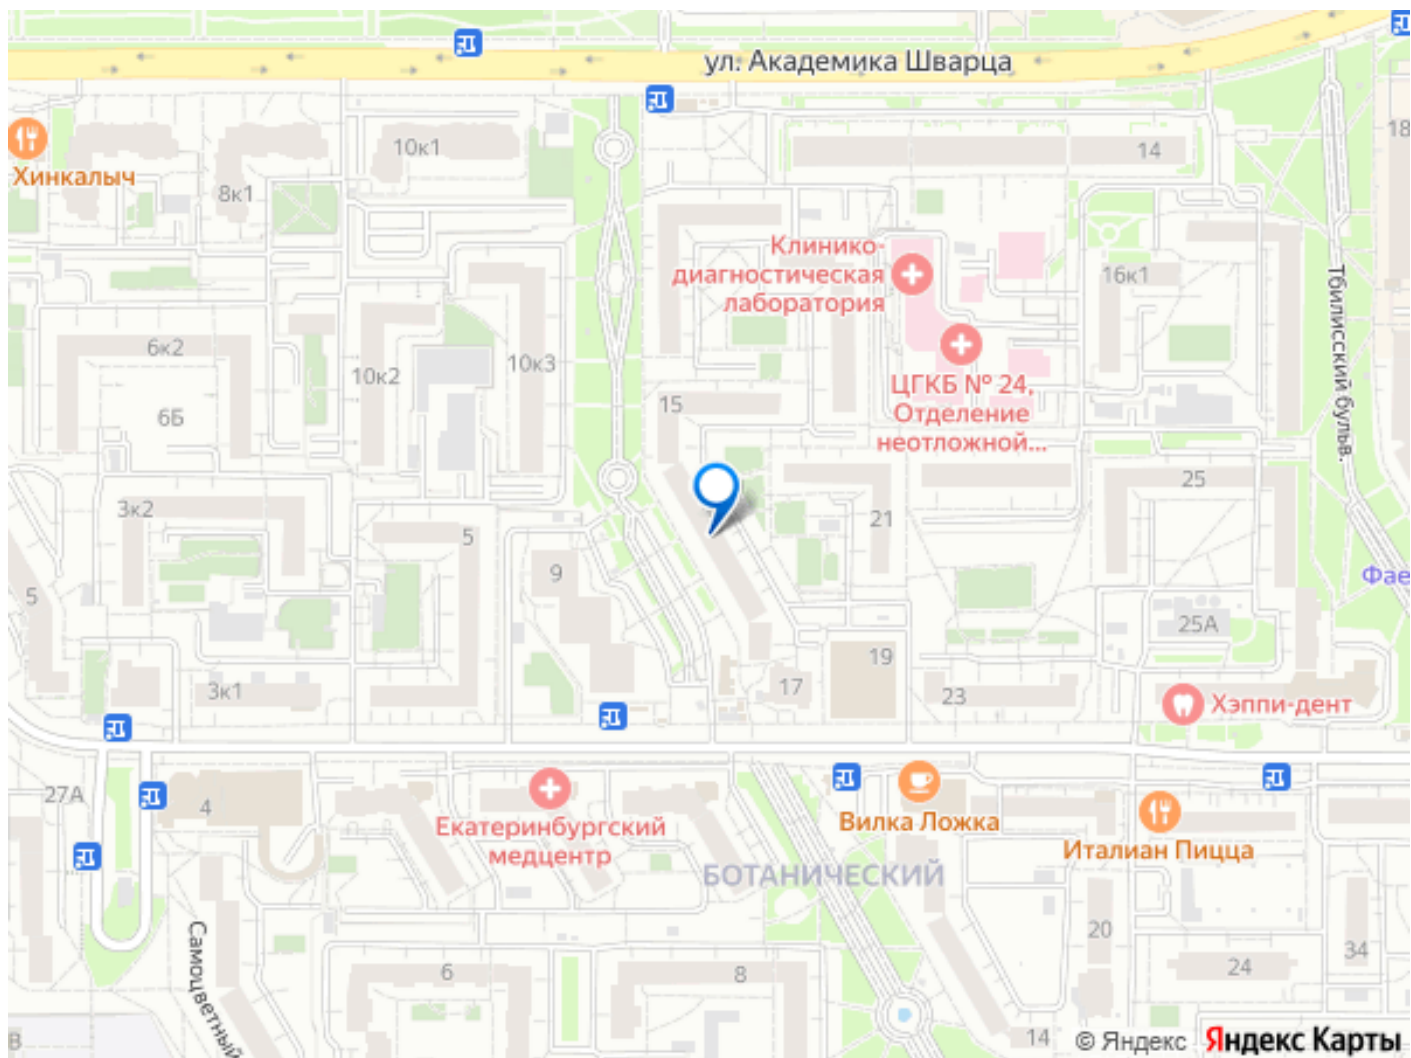 ул. Академика Шварца
18
Хинкалыч
10к1
8к1
14
Клинико-
диагностическая
лаборатория
16к1
Тбилисский бульв.
6к2
10к2
10к3
6Б
15
ЦГКБ № 24,
Отделение
неотложной...
3к2
5
21
25
5
9
Фае
25А
3к1
17
19
23
Хэппи-дент
27А
4
Екатеринбургский
медцентр
Вилка Ложка
Италиан Пицца
БОТАНИЧЕСКИЙ
Самоцветный
6
8
20
24
34
14
В
© Яндекс Яндекс Карты